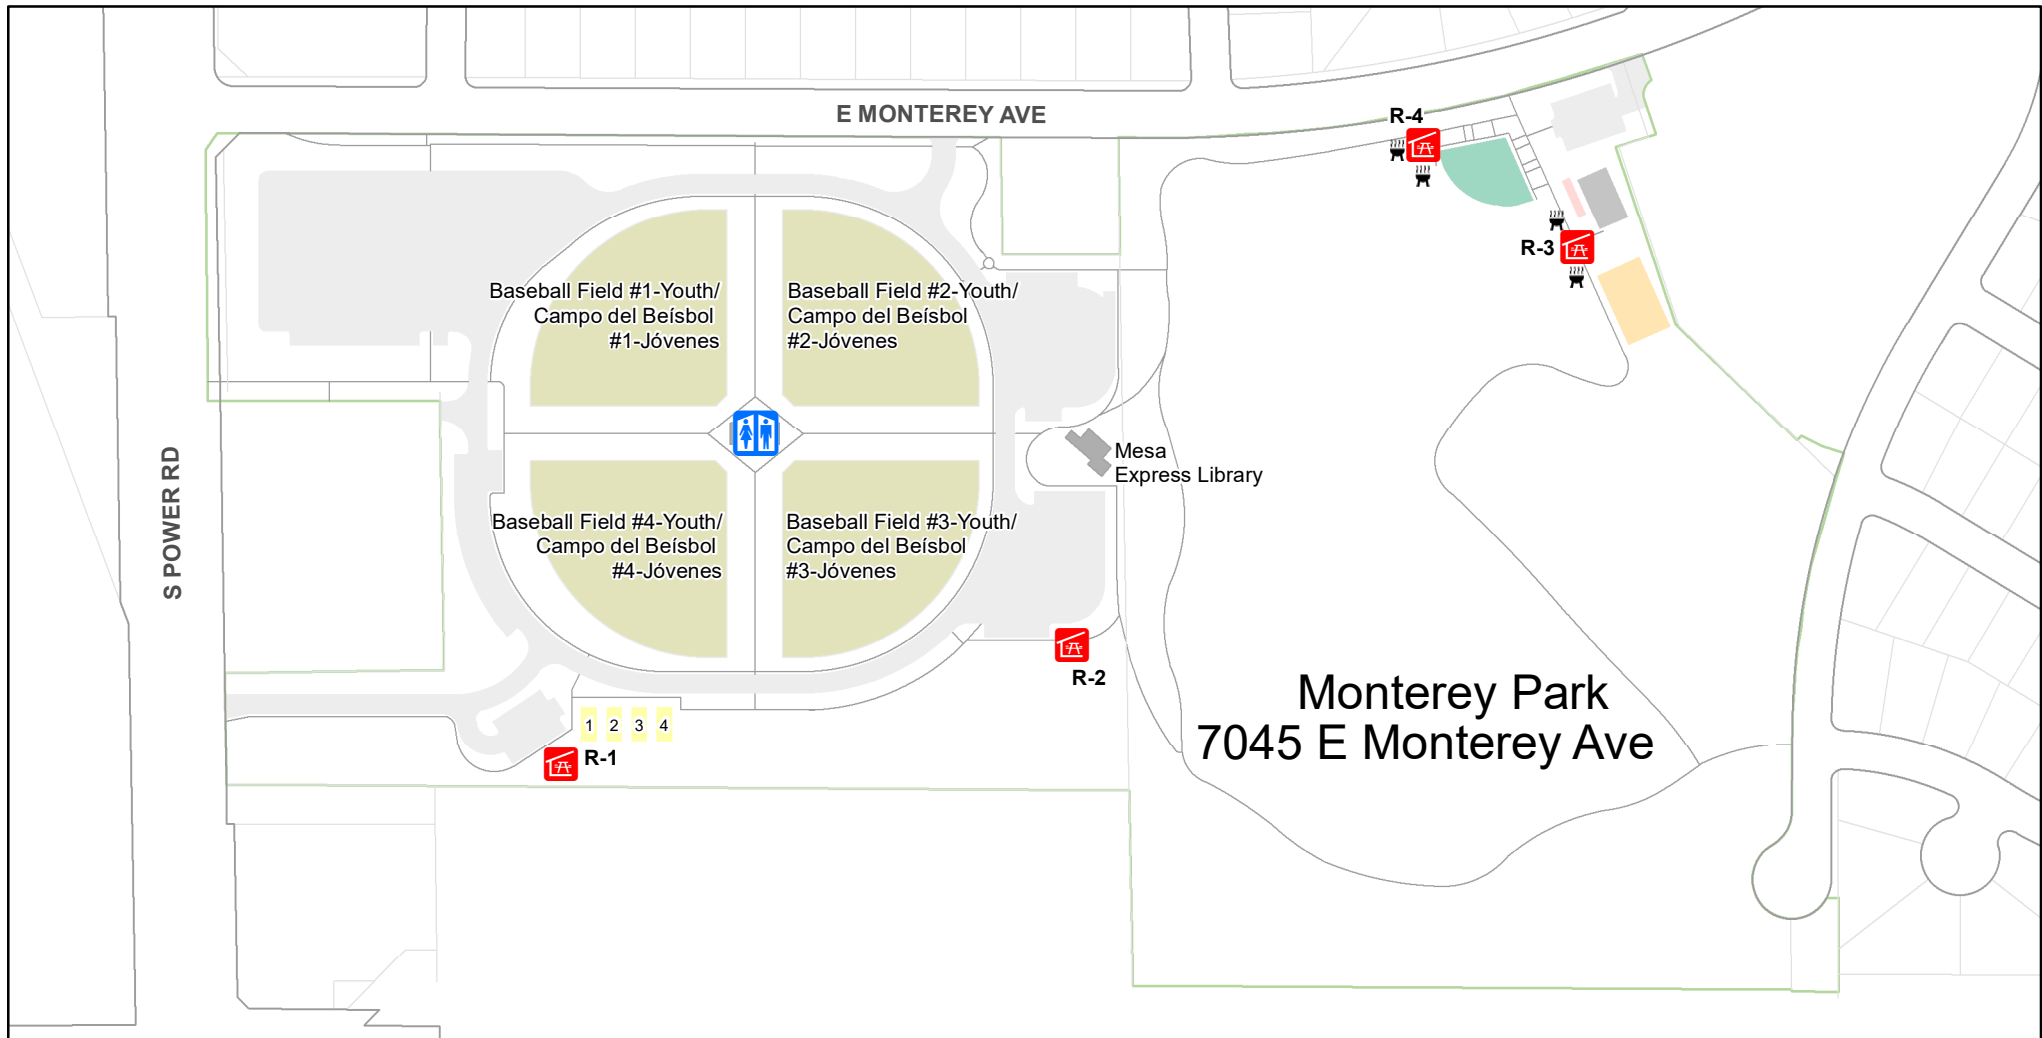 E MONTEREY AVE
R-4
R-3
Baseball Field #1-Youth/
Campo del Beísbol
#1-Jóvenes
Baseball Field #2-Youth/
Campo del Beísbol
#2-Jóvenes
Mesa
Express Library
S POWER RD
Baseball Field #4-Youth/
Campo del Beísbol
#4-Jóvenes
Baseball Field #3-Youth/
Campo del Beísbol
#3-Jóvenes
R-2
Monterey Park
7045 E Monterey Ave
1 2 3 4
R-1